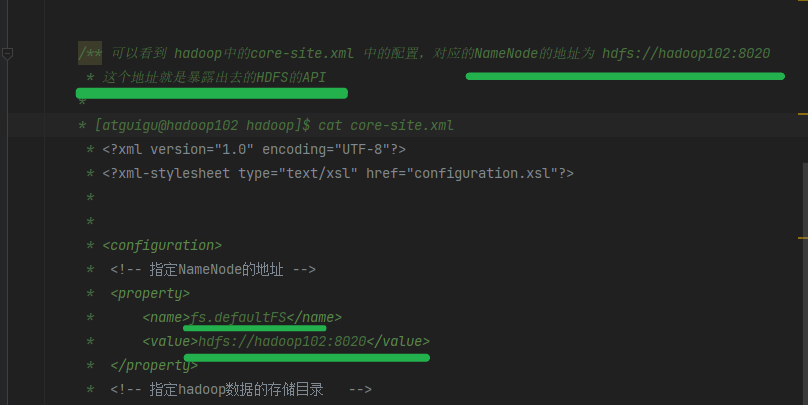 /** 可以看到 hadoop中的core-site.xml 中的配置，对应的NameNode的地址为 hdfs://hadoop102:8020
* 这个地址就是暴露出去的HDFS的API
*
* [atguigu@hadoop102 hadoop]$ cat core-site.xml
* <?xml version="1.0" encoding="UTF-8"?>
* <?xml-stylesheet type="text/xsl" href="configuration.xsl"?>
*
*
* <configuration>
* <!-- 指定NameNode的地址 -->
* <property>
* <name>fs.defaultFS</name>
* <value>hdfs://hadoop102:8020</value>
* </property>
* <!-- 指定hadoop数据的存储目录 -->